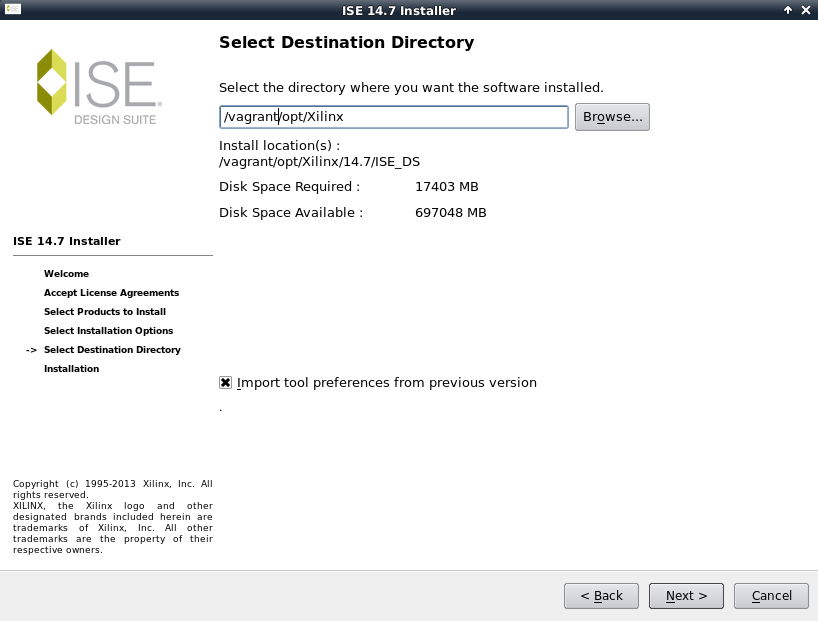 ISE 14.7 Installer
ISE
DESIGN SUITE
Select Destination Directory
Select the directory where you want the software installed.
/vagrant/opt/Xilinx
Browse...
Install location(s) :
/vagrant/opt/Xilinx/14.7/ISE_DS
Disk Space Required : 17403 MB
Disk Space Available : 697048 MB
ISE 14.7 Installer
Welcome
Accept License Agreements
Select Products to Install
Select Installation Options
-> Select Destination Directory
Installation
Import tool preferences from previous version
.
Copyright (c) 1995-2013 Xilinx, Inc. All
rights reserved.
XILINX, the Xilinx logo and other
designated brands included herein are
trademarks of Xilinx, Inc. All other
trademarks are the property of their
respective owners.
< Back
Next >
Cancel